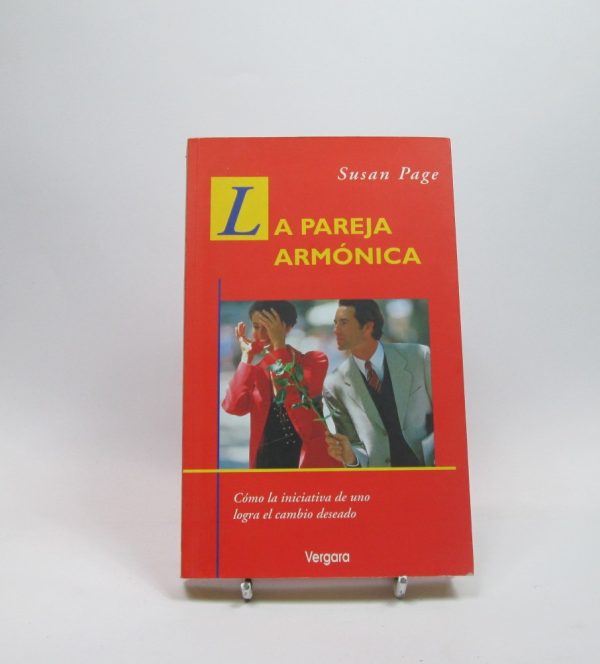 Susan Page
LA PAREJA
ARMÓNICA
Cómo la iniciativa de uno
logra el cambio deseado
Vergara